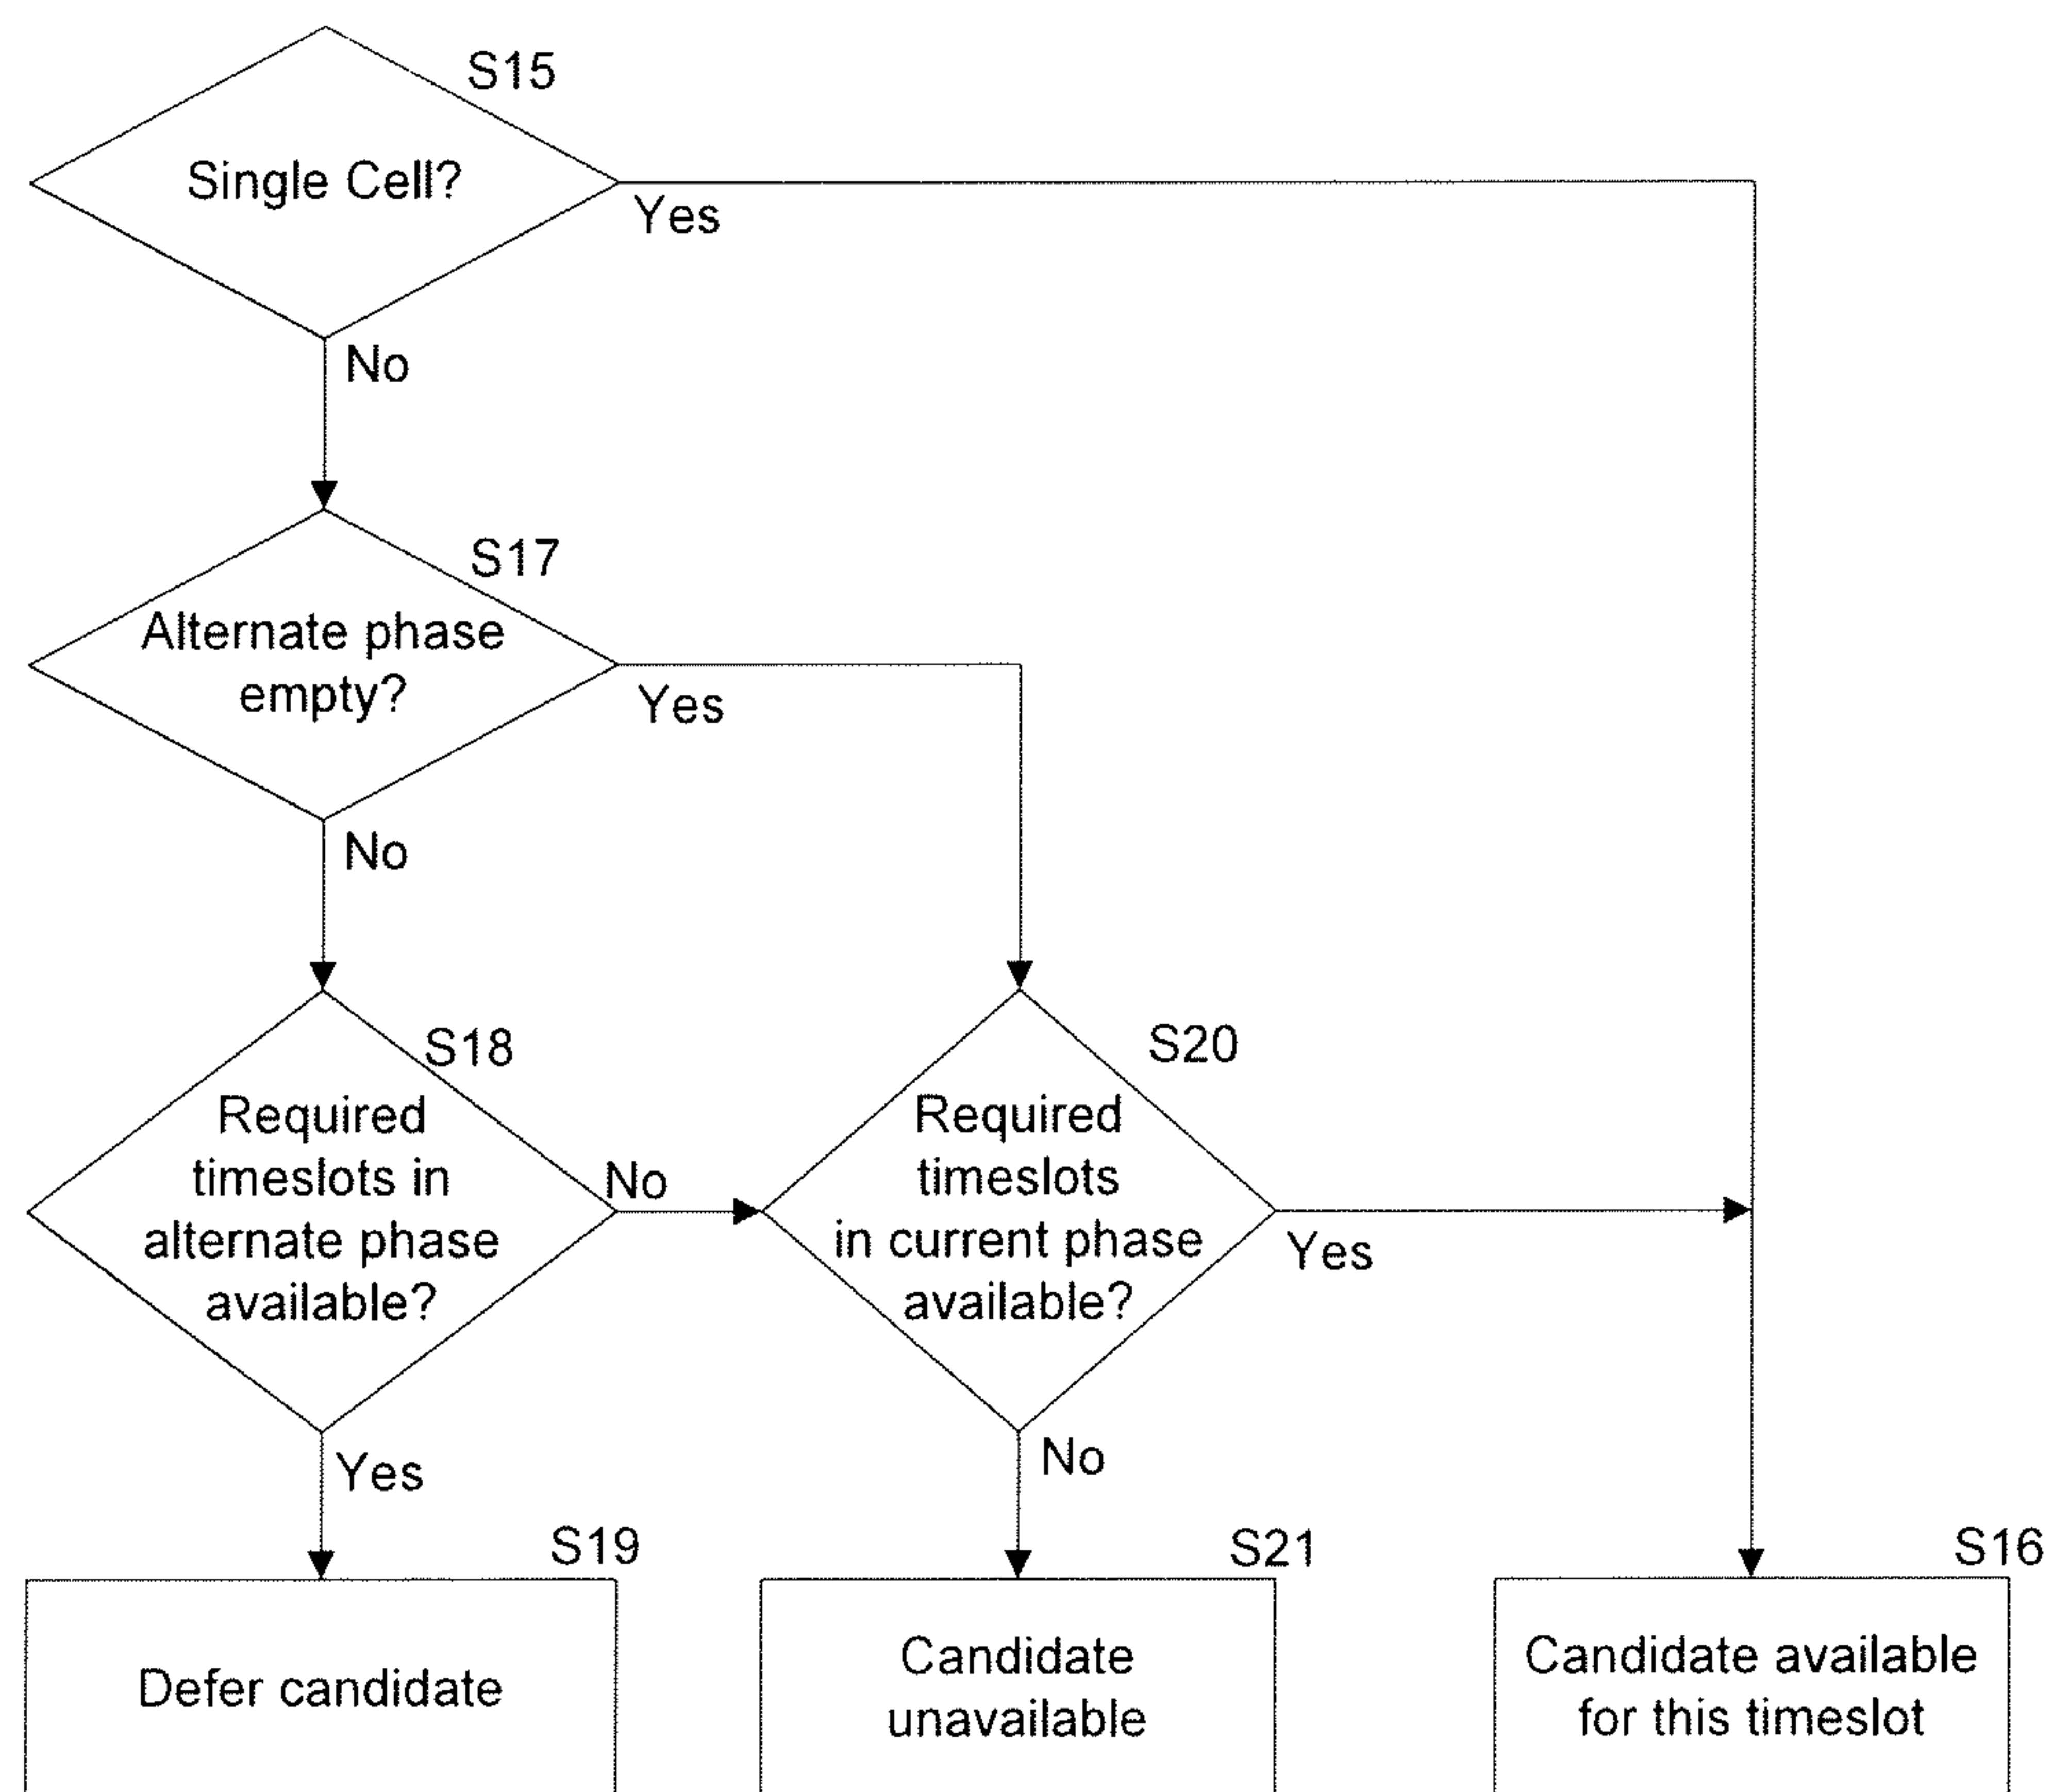 S15
Single Cell?
Yes
No
S17
Alternate phase
empty?
Yes
No
S18
Required
timeslots in
alternate phase
available?
No
S20
Required
timeslots
in current phase
available?
Yes
Yes
No
S19
Defer candidate
S21
Candidate
unavailable
S16
Candidate available
for this timeslot